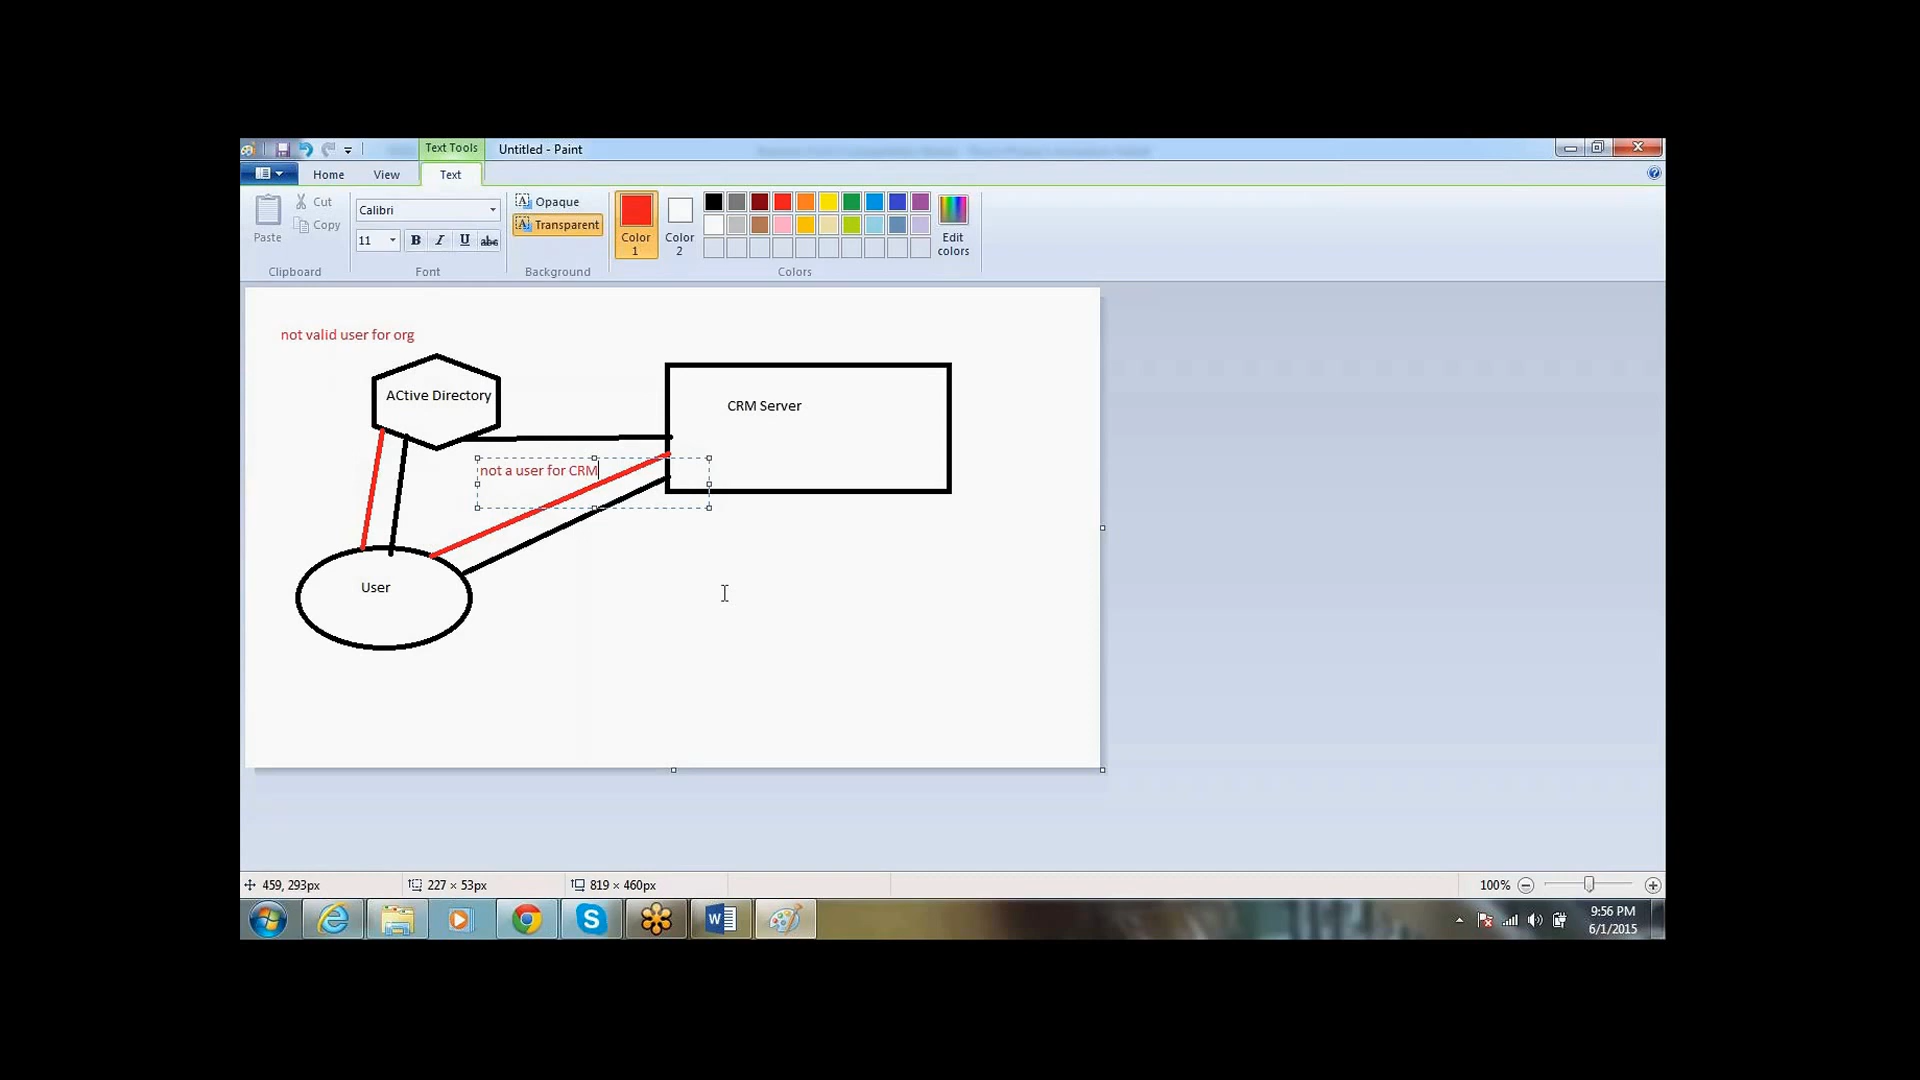 Text Tools
Untitled - Paint
Home
View
Text
Paste
Cut
Copy
Clipboard
Calibri
11
B I U abc
Font
Opaque
Transparent
Background
Color 1
Color 2
Colors
Edit colors
not valid user for org
ACtive Directory
CRM Server
not a user for CRM
User
459, 293px
227 × 53px
819 × 460px
100%
9:56 PM
6/1/2015